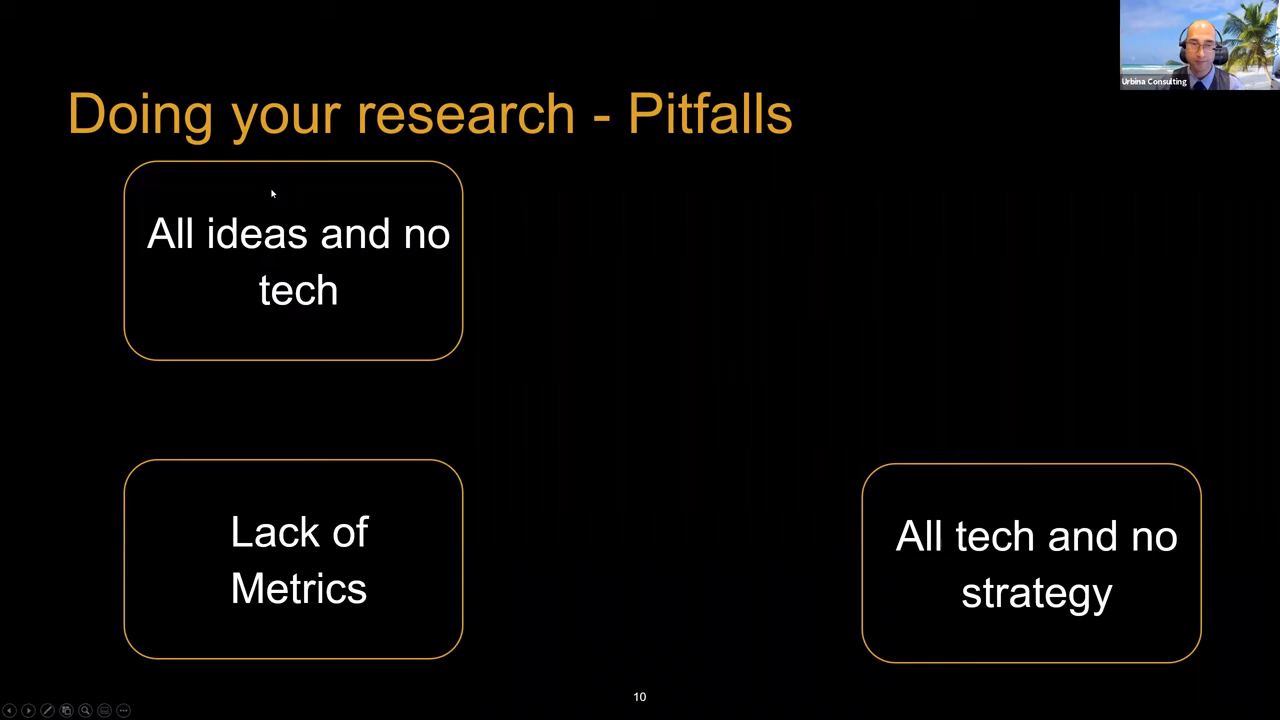 Urbina Consulting
Doing your research - Pitfalls
All ideas and no
tech
Lack of
Metrics
All tech and no
strategy
10